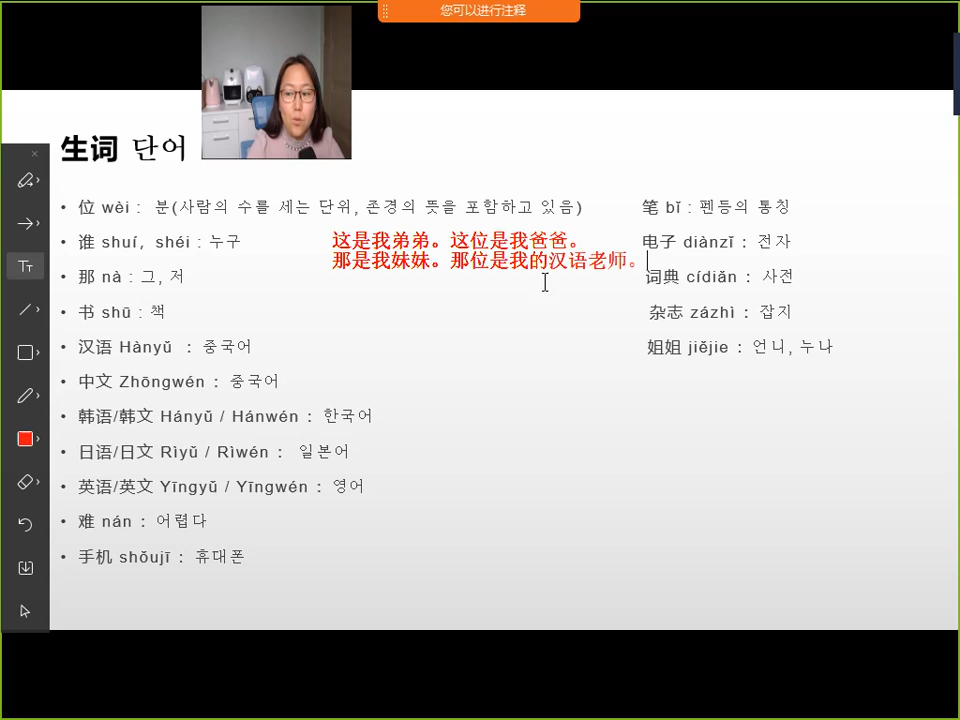 您可以进行注释
生词 단어
• 位 wèi : 분(사람의 수를 세는 단위, 존경의 뜻을 포함하고 있음)
• 谁 shuí, shéi : 누구
• 那 nà : 그, 저
• 书 shū : 책
• 汉语 Hànyǔ : 중국어
• 中文 Zhōngwén : 중국어
• 韩语/韩文 Hányǔ / Hánwén : 한국어
• 日语/日文 Rìyǔ / Rìwén : 일본어
• 英语/英文 Yīngyǔ / Yīngwén : 영어
• 难 nán : 어렵다
• 手机 shǒujī : 휴대폰
这是我弟弟。这位是我爸爸。
那是我妹妹。那位是我的汉语老师。
笔 bǐ : 펜등의 통칭
电子 diànzǐ : 전자
词典 cídiǎn : 사전
杂志 zázhì : 잡지
姐姐 jiějie : 언니, 누나
TT